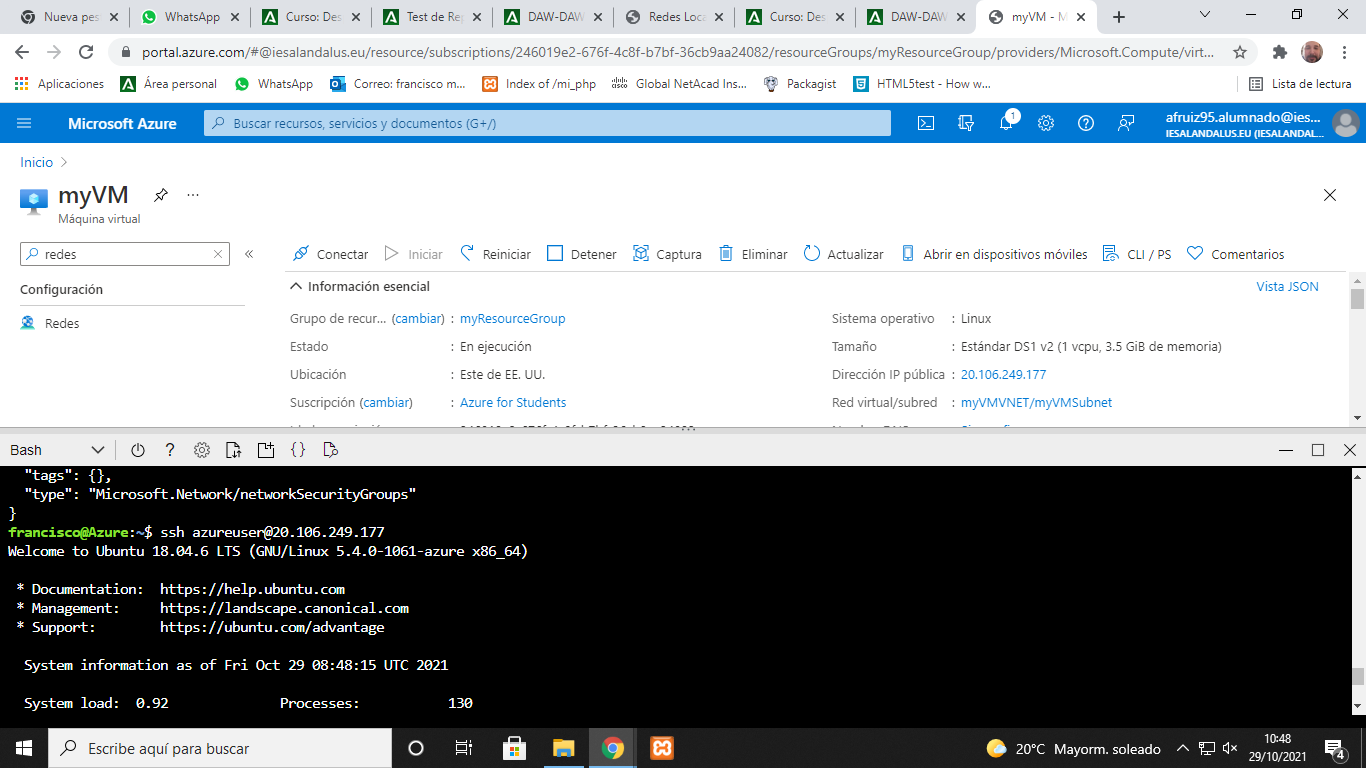 Nueva pes
WhatsApp
Curso: Des
Test de Re
DAW-DAW
Redes Loca
Curso: Des
DAW-DAW
myVM - M
portal.azure.com/#@iesalandalus.eu/resource/subscriptions/246019e2-676f-4c8f-b7bf-36cb9aa24082/resourceGroups/myResourceGroup/providers/Microsoft.Compute/virt...
Aplicaciones
Área personal
WhatsApp
Correo: francisco m...
Index of /mi_php
Global NetAcad Ins...
Packagist
HTML5test - How w...
Lista de lectura
Microsoft Azure
Buscar recursos, servicios y documentos (G+/)
1
afruiz95.alumnado@ies...
IESALANDALUS.EU (IESALANDAL...
Inicio
myVM
...
Máquina virtual
redes
Conectar
Iniciar
Reiniciar
Detener
Captura
Eliminar
Actualizar
Abrir en dispositivos móviles
CLI / PS
Comentarios
Configuración
Redes
Información esencial
Vista JSON
Grupo de recur... (cambiar) : myResourceGroup
Sistema operativo : Linux
Estado : En ejecución
Tamaño : Estándar DS1 v2 (1 vcpu, 3.5 GiB de memoria)
Ubicación : Este de EE. UU.
Dirección IP pública : 20.106.249.177
Suscripción (cambiar) : Azure for Students
Red virtual/subred : myVMVNET/myVMSubnet
Bash
?
{}
"tags": {},
"type": "Microsoft.Network/networkSecurityGroups"
}
francisco@Azure:~$ ssh azureuser@20.106.249.177
Welcome to Ubuntu 18.04.6 LTS (GNU/Linux 5.4.0-1061-azure x86_64)
* Documentation: https://help.ubuntu.com
* Management: https://landscape.canonical.com
* Support: https://ubuntu.com/advantage
System information as of Fri Oct 29 08:48:15 UTC 2021
System load: 0.92 Processes: 130
Escribe aquí para buscar
20°C Mayorm. soleado
10:48
29/10/2021
4